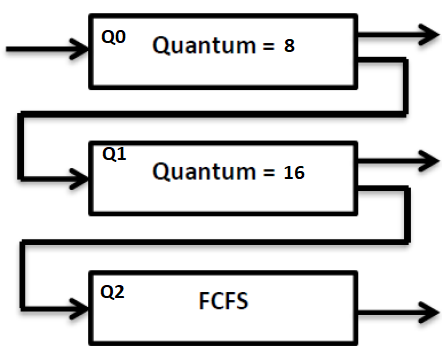 Q0
Quantum = 8
Q1
Quantum = 16
Q2
FCFS